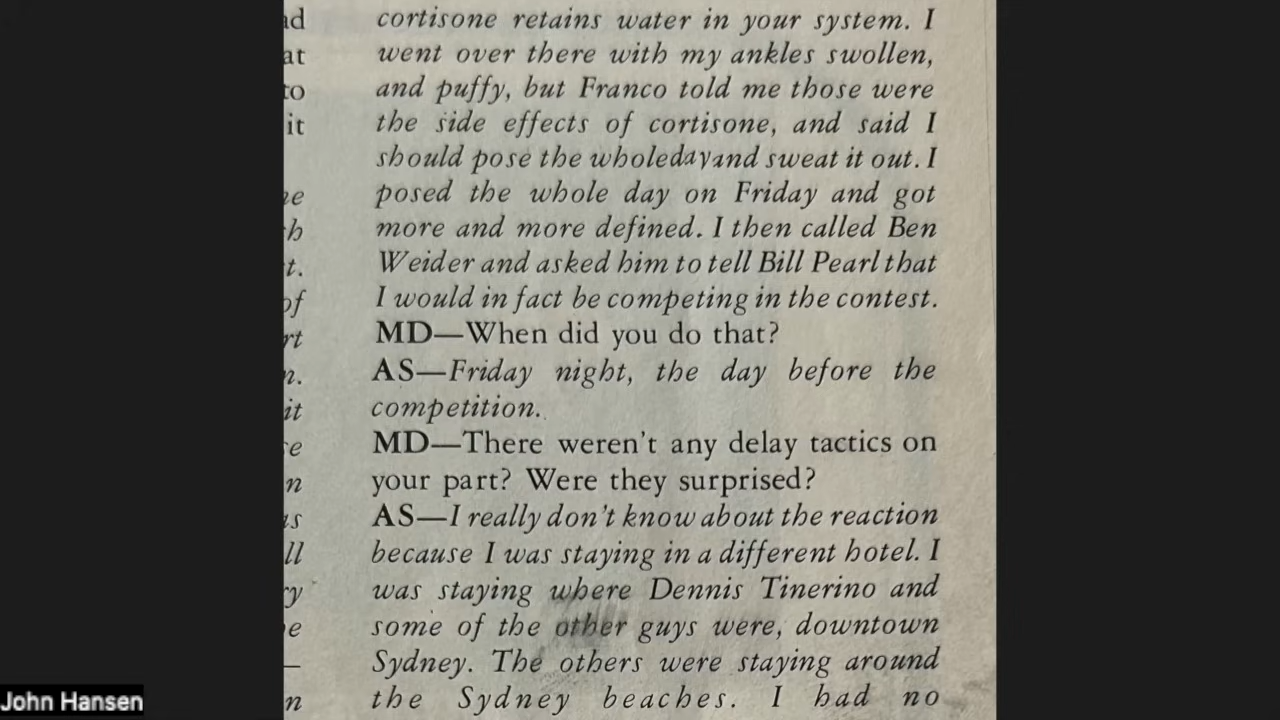 cortisone retains water in your system. I
went over there with my ankles swollen,
and puffy, but Franco told me those were
the side effects of cortisone, and said I
should pose the wholedayand sweat it out. I
posed the whole day on Friday and got
more and more defined. I then called Ben
Weider and asked him to tell Bill Pearl that
I would in fact be competing in the contest.
MD—When did you do that?
AS—Friday night, the day before the
competition.
MD—There weren't any delay tactics on
your part? Were they surprised?
AS—I really don't know about the reaction
because I was staying in a different hotel. I
was staying where Dennis Tinerino and
some of the other guys were, downtown
Sydney. The others were staying around
the Sydney beaches. I had no
John Hansen